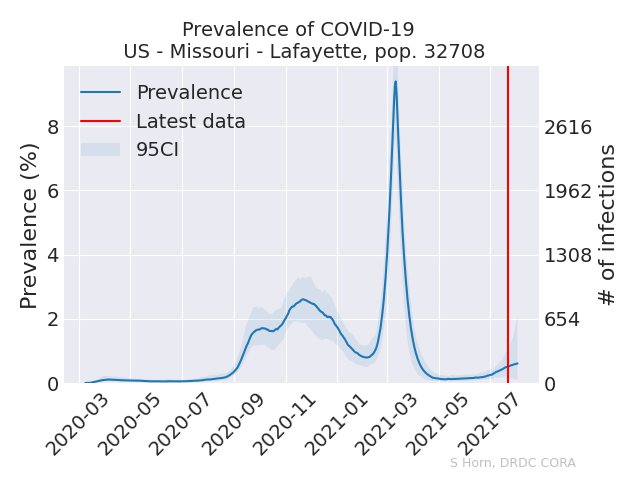 Prevalence of COVID-19
US - Missouri - Lafayette, pop. 32708
Prevalence
Latest data
95CI
Prevalence (%)
8
6
4
2
0
2616
1962
1308
654
0
# of infections
2020-03
2020-05
2020-07
2020-09
2020-11
2021-01
2021-03
2021-05
2021-07
S Horn, DRDC CORA